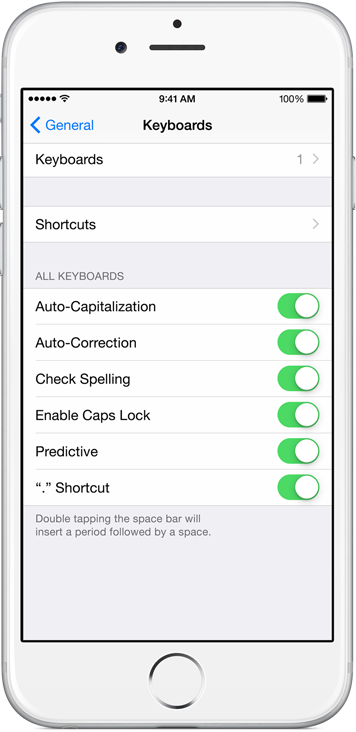 9:41 AM 100%
General Keyboards
Keyboards 1
Shortcuts
ALL KEYBOARDS
Auto-Capitalization
Auto-Correction
Check Spelling
Enable Caps Lock
Predictive
“.” Shortcut
Double tapping the space bar will
insert a period followed by a space.